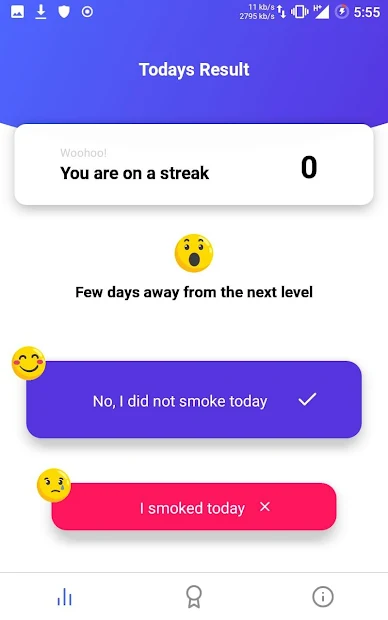 11 kb/s
2795 kb/s
H+
5:55
Todays Result
Woohoo!
You are on a streak
0
Few days away from the next level
No, I did not smoke today
I smoked today